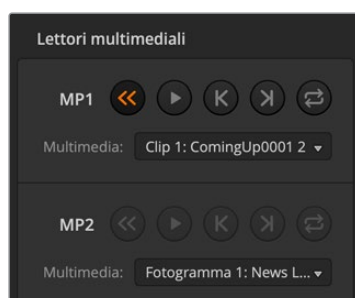 Lettori multimediali
MP1
Multimedia: Clip 1: ComingUp0001 2
MP2
Multimedia: Fotogramma 1: News L...